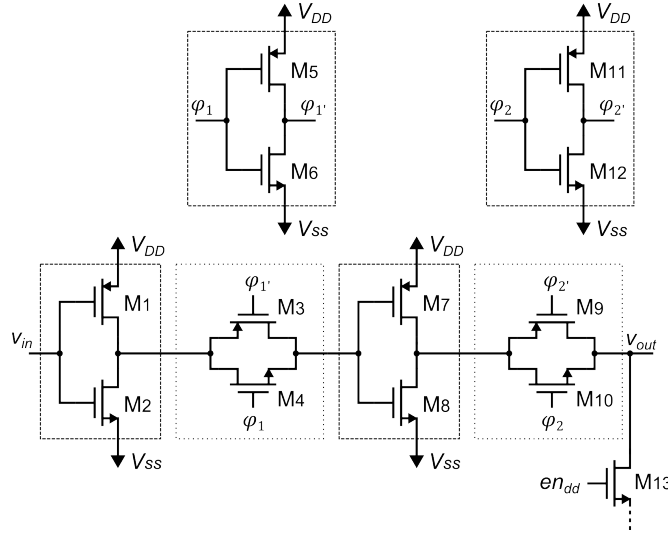 V_DD V_DD
M5 M11
φ₁ φ₁' φ₂ φ₂'
M6 M12
V_SS V_SS
V_DD V_DD
φ₁' φ₂'
M1 M3 M7 M9
v_in v_out
M2 M4 M8 M10
φ₁ φ₂
V_SS V_SS
en_dd M13